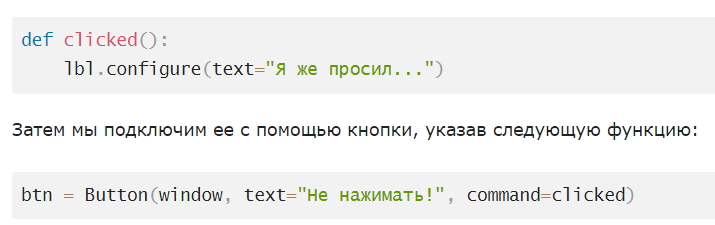 def clicked():
    lbl.configure(text="Я же просил...")
Затем мы подключим ее с помощью кнопки, указав следующую функцию:
btn = Button(window, text="Не нажимать!", command=clicked)